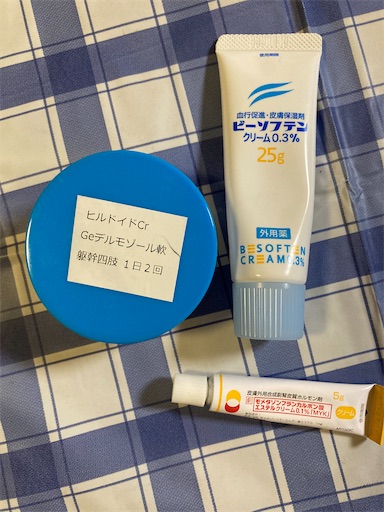 ヒルドイドCr
Geデルモゾール軟
躯幹四肢 1日2回
血行促進・皮膚保湿剤
ビーソフテン
クリーム0.3%
25g
外用薬
BESOFTEN
CREAM0.3%
皮膚外用合成副腎皮質ホルモン剤
5g
モメタゾンフランカルボン酸
エステルクリーム0.1%「MYK」
クリーム